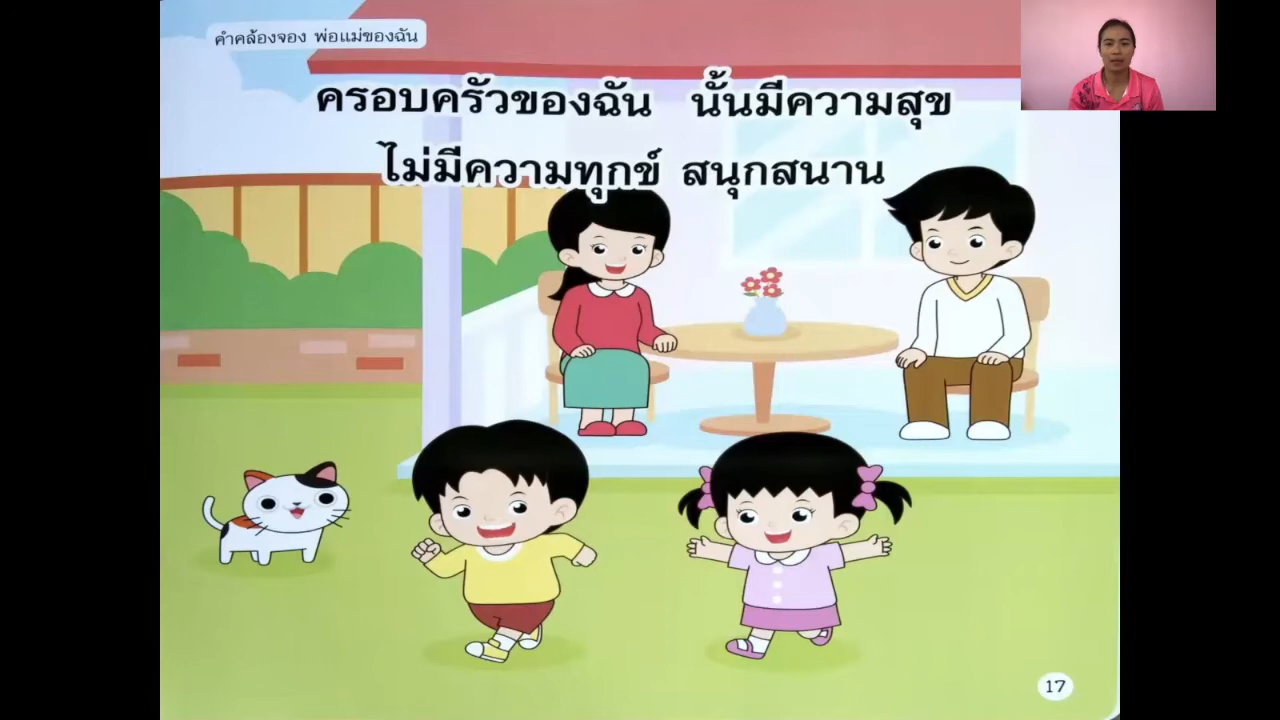 คำคล้องจอง พ่อแม่ของฉัน
ครอบครัวของฉัน นั้นมีความสุข
ไม่มีความทุกข์ สนุกสนาน
17